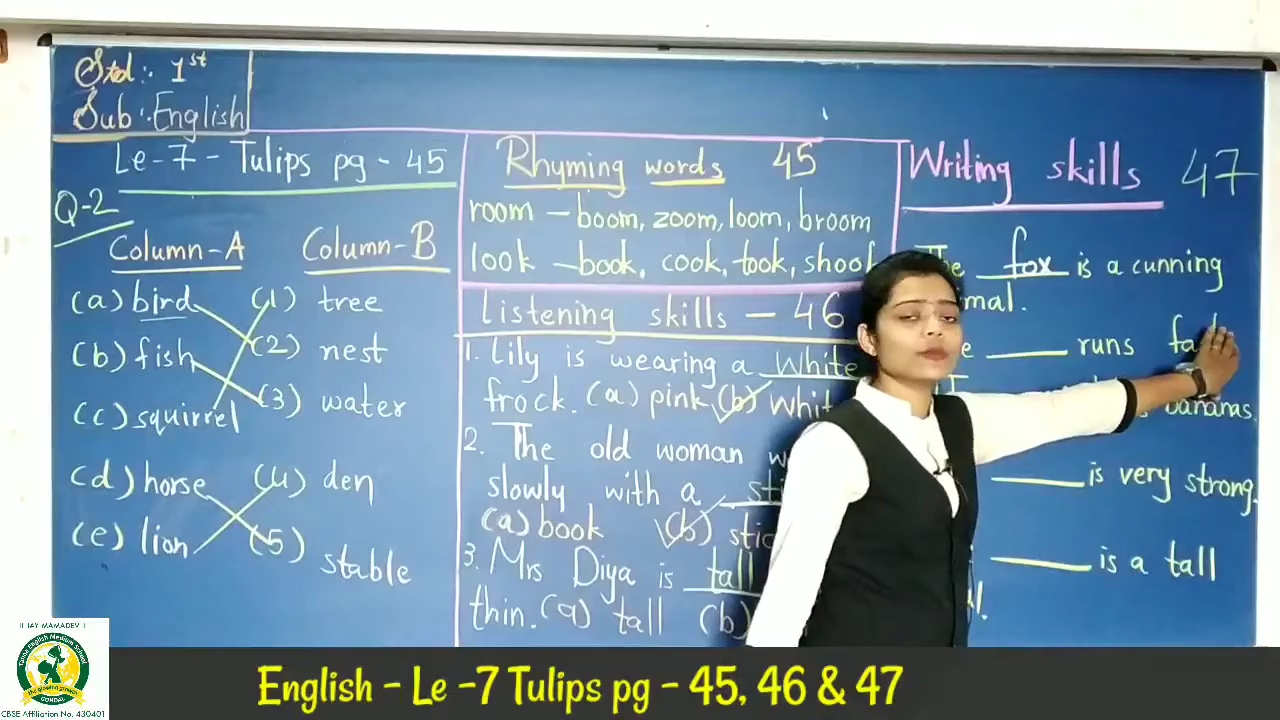 Std :- 1st
Sub :- English
Le-7 - Tulips pg - 45
Q-2
Column-A Column-B
(a) bird (1) tree
(b) fish (2) nest
(c) squirrel (3) water
(d) horse (4) den
(e) lion (5) stable
Rhyming words 45
room - boom, zoom, loom, broom
look - book, cook, took, shook
Listening skills - 46
1. Lily is wearing a White
frock. (a) pink (b) Whit
2. The old woman w
slowly with a sti
(a) book (b) stic
3. Mrs Diya is tall
thin. (a) tall (b)
Writing skills 47
fox is a cunning
mal.
runs
bananas.
is very strong.
is a tall
|| JAY MAMADEV ||
GONDAL
CBSE Affiliation No. 430401
English - Le -7 Tulips pg - 45, 46 & 47